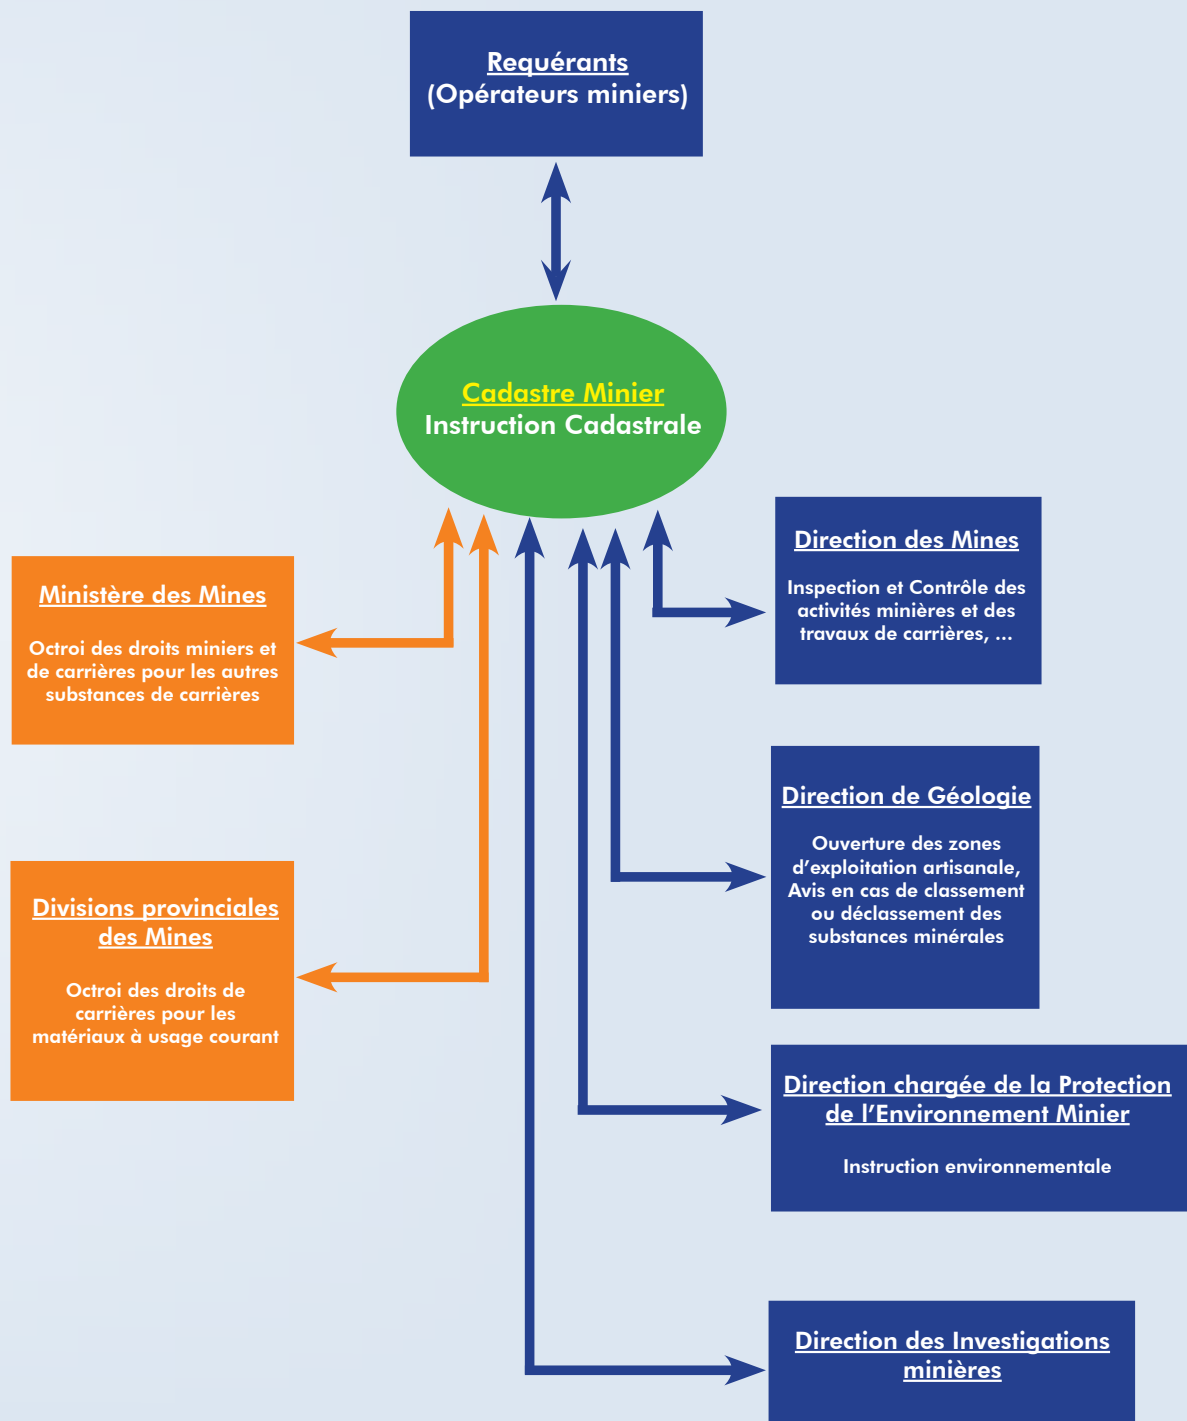 Requérants
(Opérateurs miniers)
Cadastre Minier
Instruction Cadastrale
Ministère des Mines
Octroi des droits miniers et
de carrières pour les autres
substances de carrières
Divisions provinciales
des Mines
Octroi des droits de
carrières pour les
matériaux à usage courant
Direction des Mines
Inspection et Contrôle des
activités minières et des
travaux de carrières, ...
Direction de Géologie
Ouverture des zones
d’exploitation artisanale,
Avis en cas de classement
ou déclassement des
substances minérales
Direction chargée de la Protection
de l’Environnement Minier
Instruction environnementale
Direction des Investigations
minières